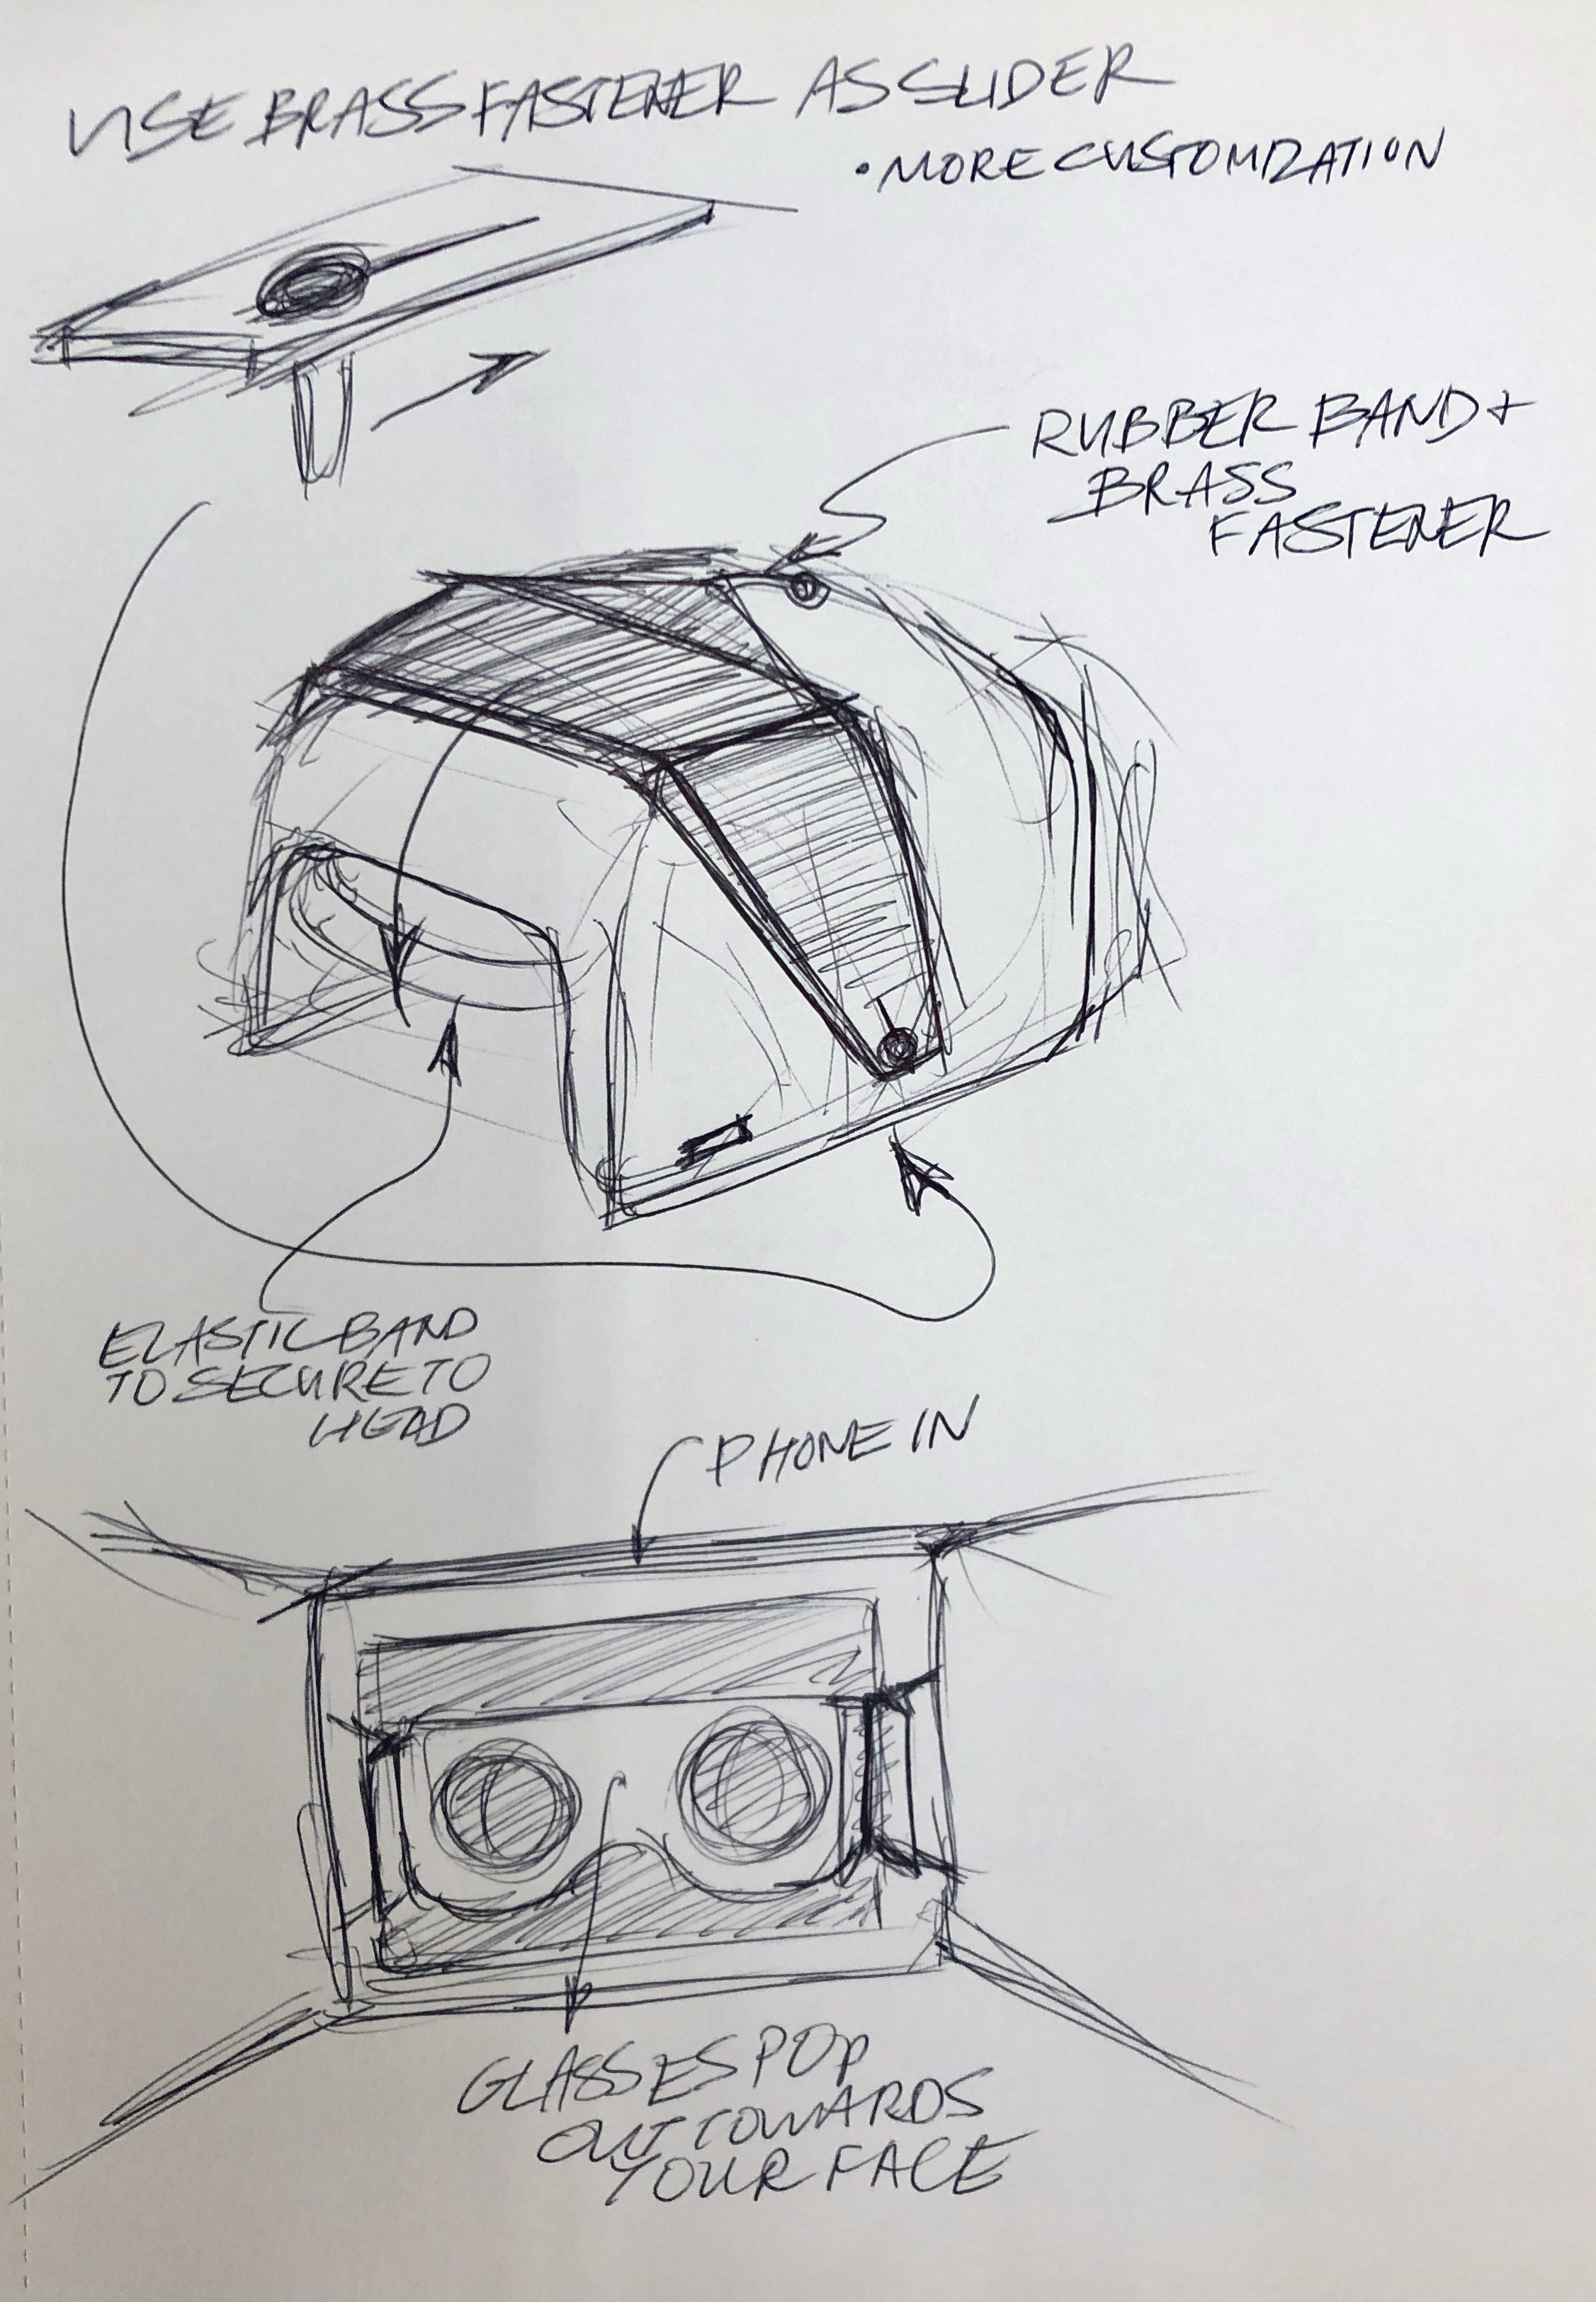 USE BRASS FASTENER AS SLIDER
• MORE CUSTOMIZATION
RUBBER BAND +
BRASS
FASTENER
ELASTIC BAND
TO SECURE TO
HEAD
PHONE IN
GLASSES POP
OUT TOWARDS
YOUR FACE